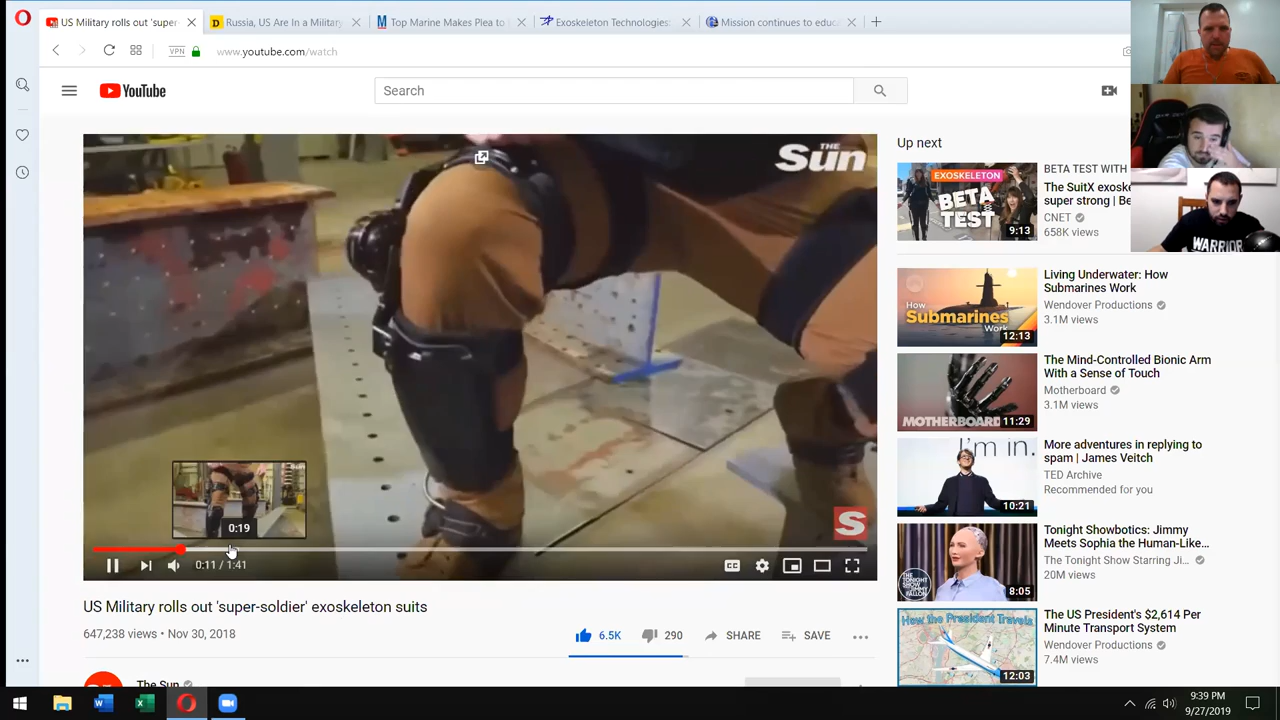 US Military rolls out 'super-
Russia, US Are In a Military
Top Marine Makes Plea to
Exoskeleton Technologies:
Mission continues to educa
VPN
www.youtube.com/watch
YouTube
Search
THE
Sun
S
0:19
0:11 / 1:41
CC
US Military rolls out 'super-soldier' exoskeleton suits
647,238 views • Nov 30, 2018
6.5K
290
SHARE
SAVE
The Sun
Up next
EXOSKELETON
BETA
TEST
9:13
BETA TEST WITH
The SuitX exoske
super strong | Be
CNET
658K views
WARRIOR
How
Submarines
Work
12:13
Living Underwater: How
Submarines Work
Wendover Productions
3.1M views
MOTHERBOARD
11:29
The Mind-Controlled Bionic Arm
With a Sense of Touch
Motherboard
3.1M views
I'm in.
10:21
More adventures in replying to
spam | James Veitch
TED Archive
Recommended for you
THE
TONIGHT
SHOW
8:05
Tonight Showbotics: Jimmy
Meets Sophia the Human-Like...
The Tonight Show Starring Ji...
20M views
How the President Travels
12:03
The US President's $2,614 Per
Minute Transport System
Wendover Productions
7.4M views
9:39 PM
9/27/2019